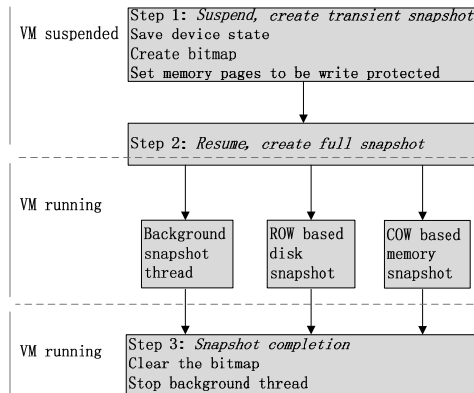 VM suspended
Step 1: Suspend, create transient snapshot
Save device state
Create bitmap
Set memory pages to be write protected
Step 2: Resume, create full snapshot
VM running
Background
snapshot
thread
ROW based
disk
snapshot
COW based
memory
snapshot
VM running
Step 3: Snapshot completion
Clear the bitmap
Stop background thread